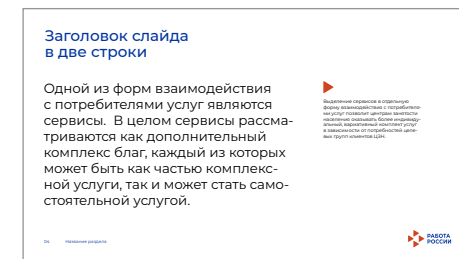 Заголовок слайда
в две строки
Одной из форм взаимодействия
с потребителями услуг являются
сервисы.  В целом сервисы рассма-
триваются как дополнительный
комплекс благ, каждый из которых
может быть как частью комплекс-
ной услуги, так и может стать само-
стоятельной услугой.
Выделение сервисов в отдельную
форму взаимодействия с потребителе-
ми услуг позволит центрам занятости
населения оказывать более индивиду-
альный, вариативный комплект услуг
в зависимости от потребностей целе-
вых групп клиентов ЦЗН.
04 Название раздела
РАБОТА
РОССИИ